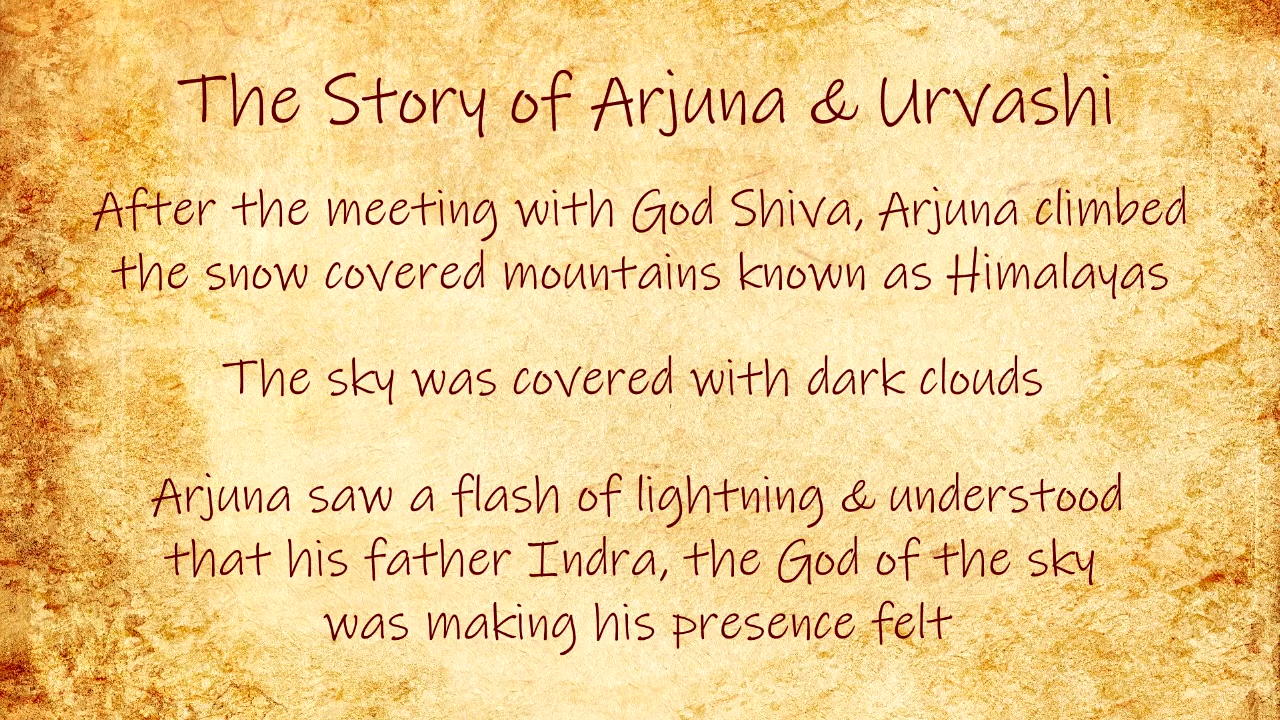 The Story of Arjuna & Urvashi
After the meeting with God Shiva, Arjuna climbed
the snow covered mountains known as Himalayas
The sky was covered with dark clouds
Arjuna saw a flash of lightning & understood
that his father Indra, the God of the sky
was making his presence felt